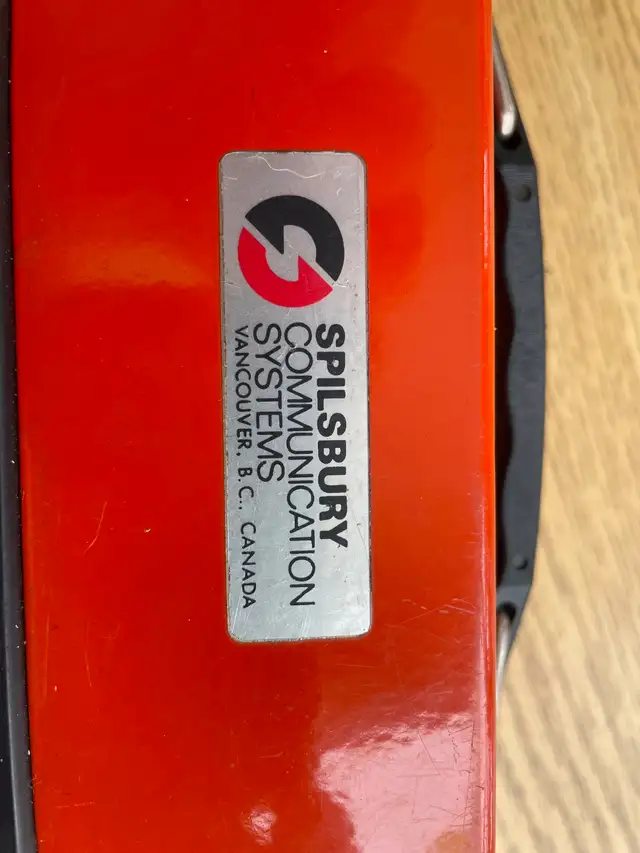 SPILSBURY
COMMUNICATION
SYSTEMS
VANCOUVER, B.C., CANADA